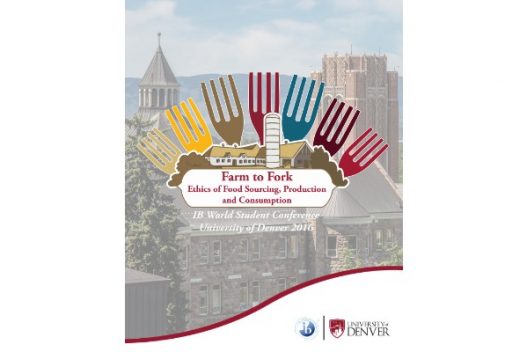 Farm to Fork
Ethics of Food Sourcing, Production
and Consumption
IB World Student Conference
University of Denver 2016
ib
UNIVERSITY of
DENVER